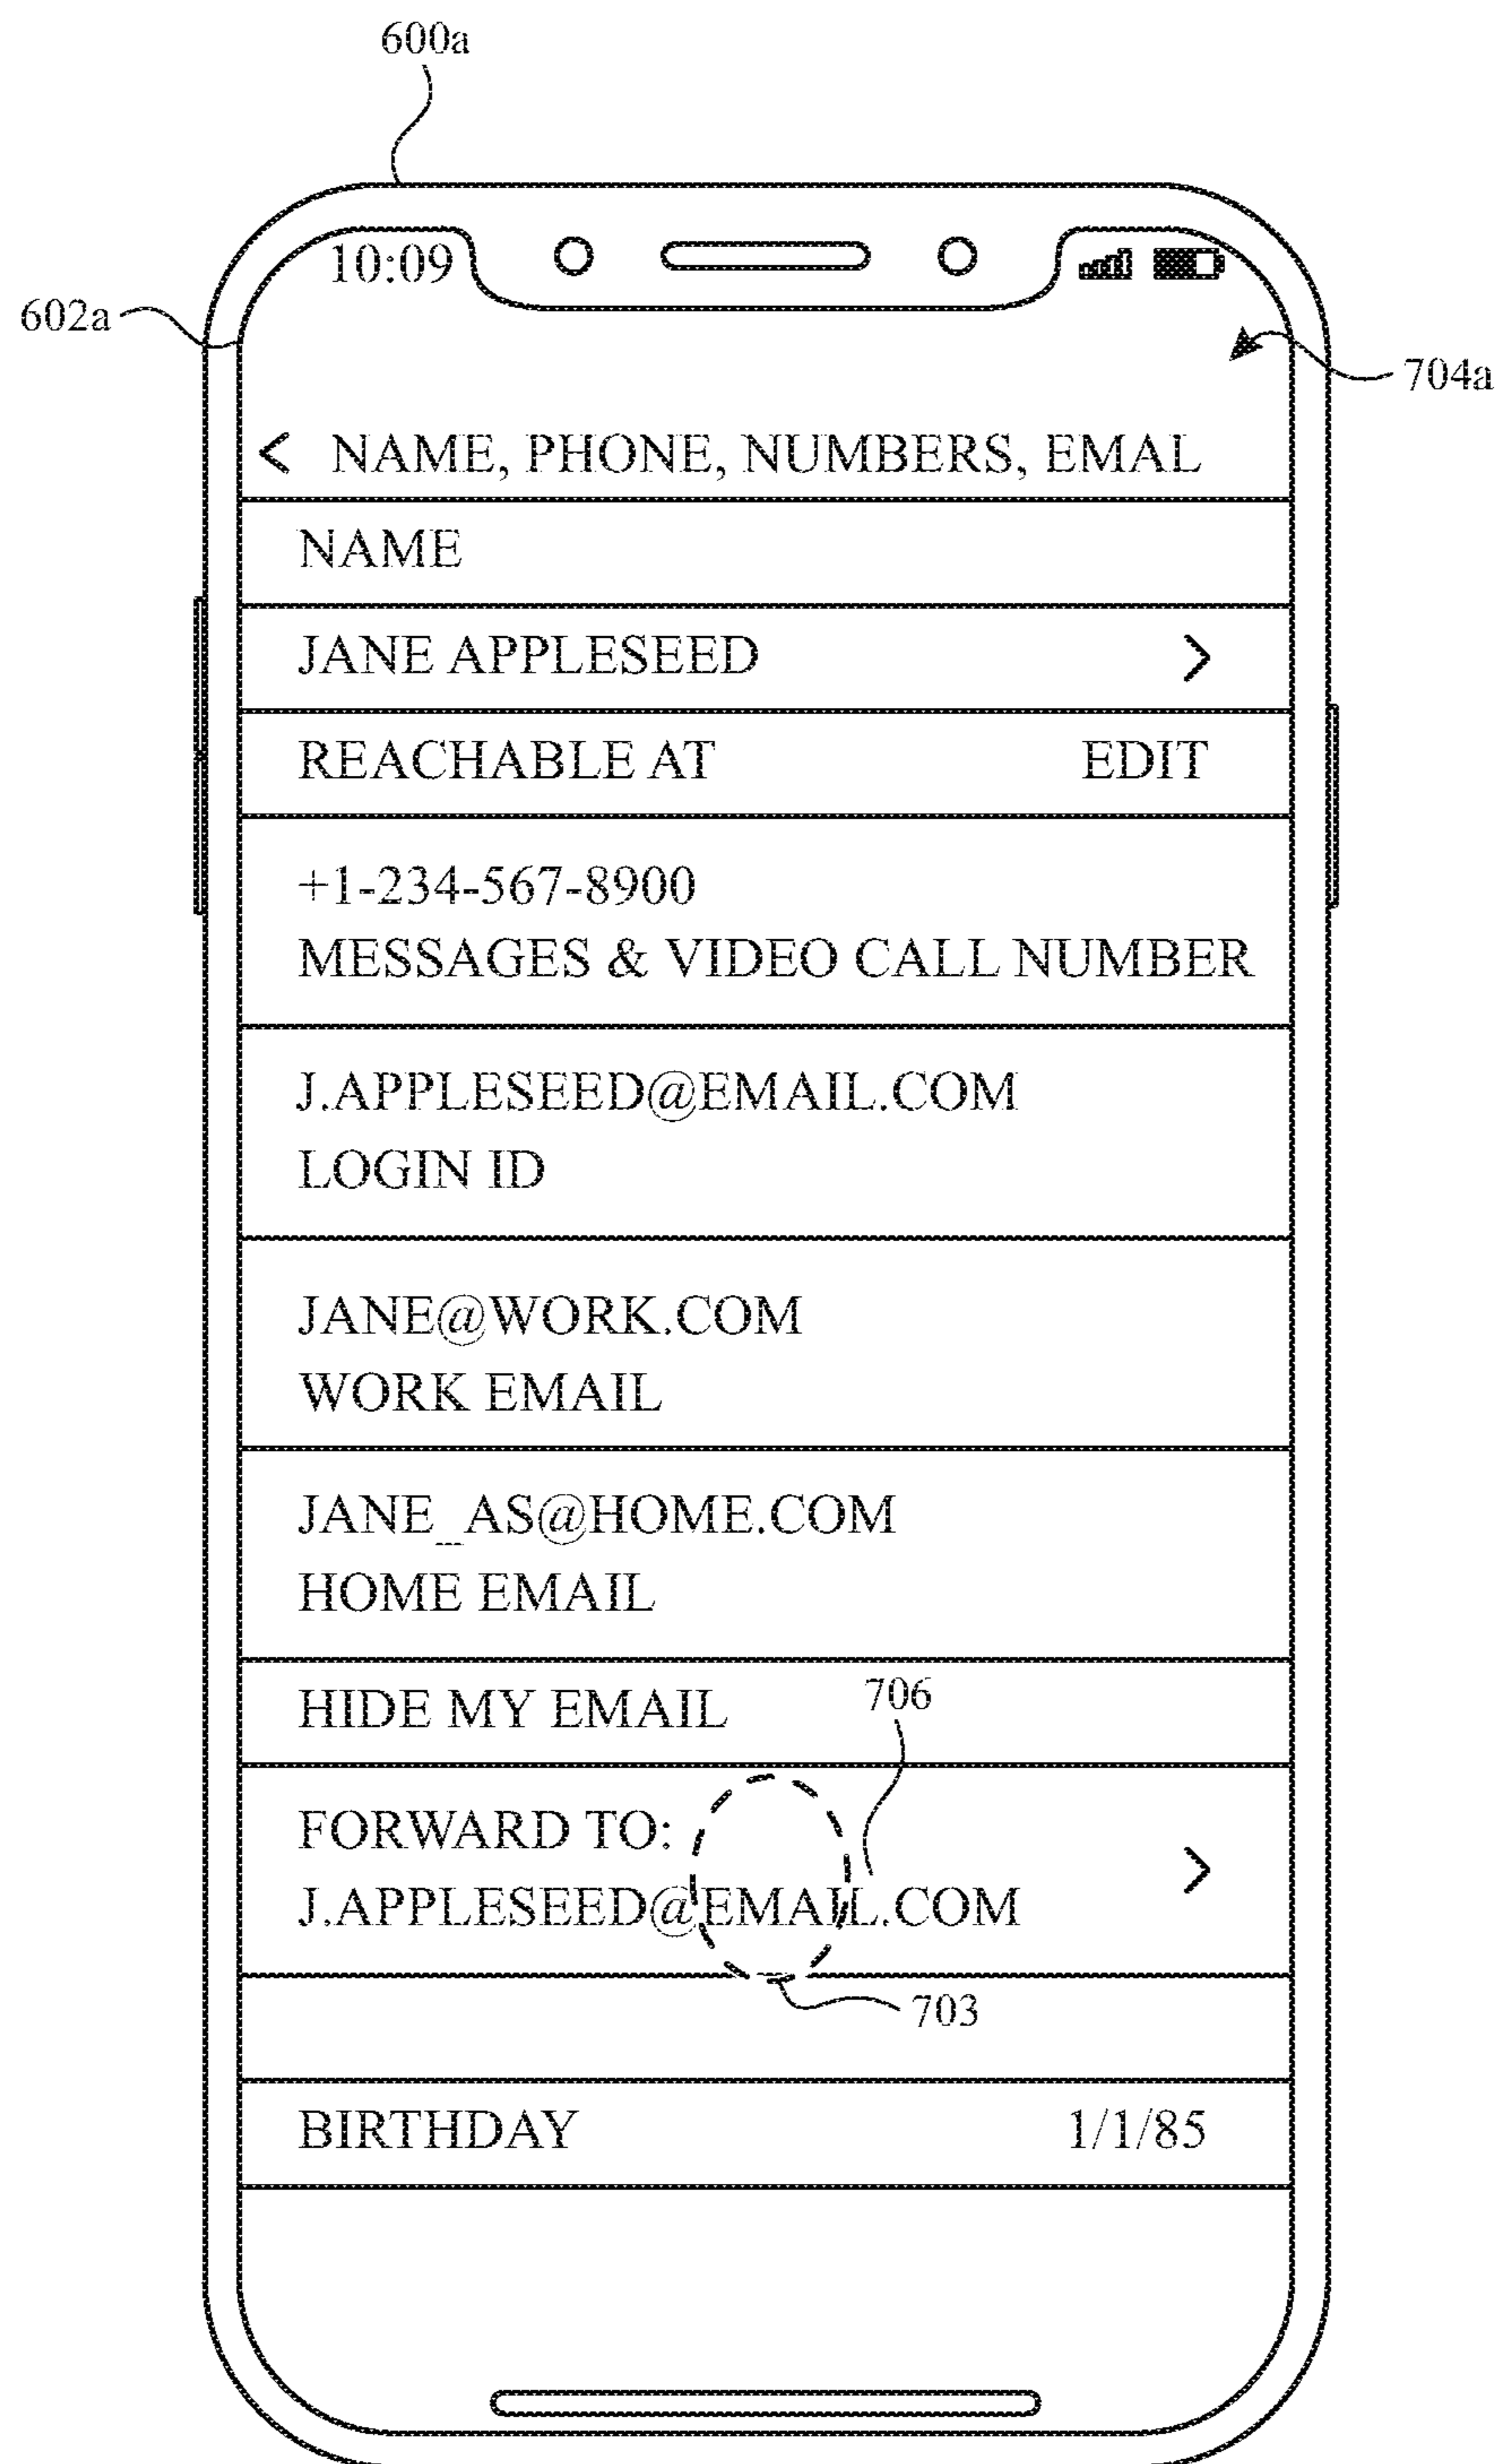 600a
10:09
602a
704a
< NAME, PHONE, NUMBERS, EMAL
NAME
JANE APPLESEED >
REACHABLE AT EDIT
+1-234-567-8900
MESSAGES & VIDEO CALL NUMBER
J.APPLESEED@EMAIL.COM
LOGIN ID
JANE@WORK.COM
WORK EMAIL
JANE_AS@HOME.COM
HOME EMAIL
HIDE MY EMAIL 706
FORWARD TO: >
J.APPLESEED@EMAIL.COM
703
BIRTHDAY 1/1/85